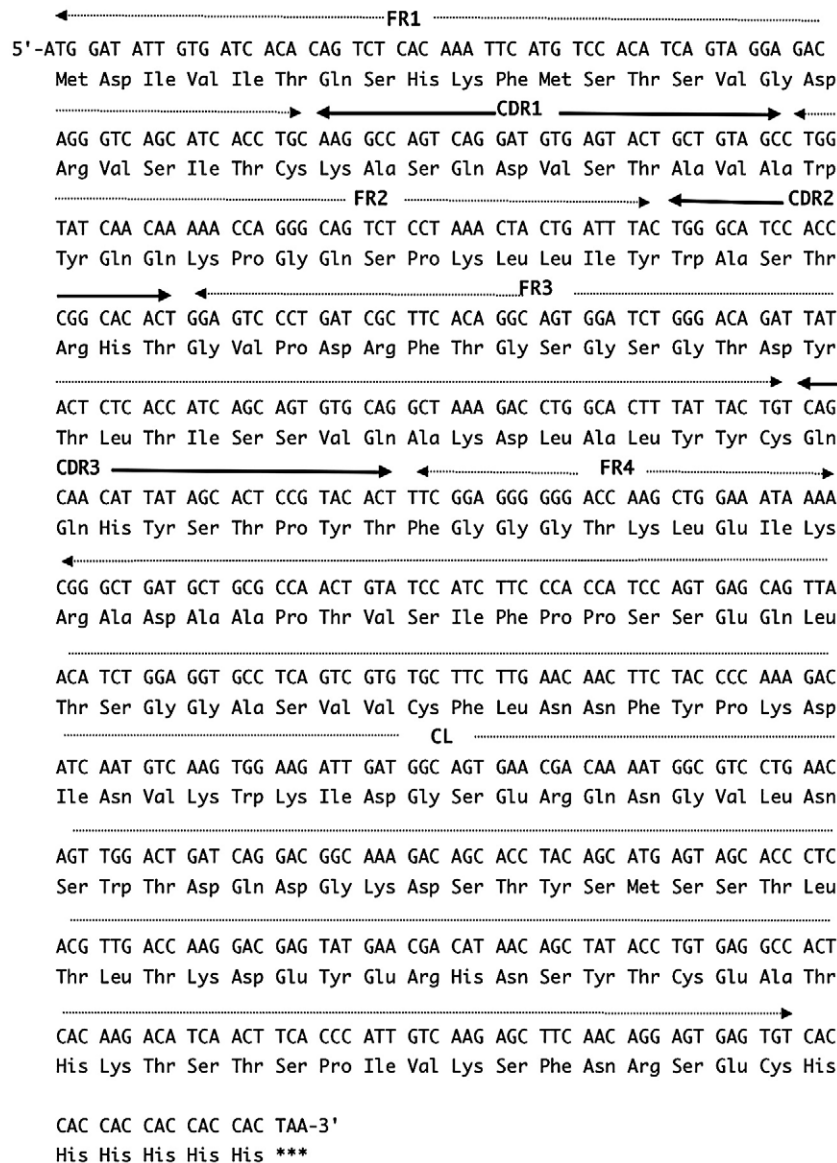 FR1
5'-ATG GAT ATT GTG ATC ACA CAG TCT CAC AAA TTC ATG TCC ACA TCA GTA GGA GAC
Met Asp Ile Val Ile Thr Gln Ser His Lys Phe Met Ser Thr Ser Val Gly Asp
CDR1
AGG GTC AGC ATC ACC TGC AAG GCC AGT CAG GAT GTG AGT ACT GCT GTA GCC TGG
Arg Val Ser Ile Thr Cys Lys Ala Ser Gln Asp Val Ser Thr Ala Val Ala Trp
FR2 CDR2
TAT CAA CAA AAA CCA GGG CAG TCT CCT AAA CTA CTG ATT TAC TGG GCA TCC ACC
Tyr Gln Gln Lys Pro Gly Gln Ser Pro Lys Leu Leu Ile Tyr Trp Ala Ser Thr
FR3
CGG CAC ACT GGA GTC CCT GAT CGC TTC ACA GGC AGT GGA TCT GGG ACA GAT TAT
Arg His Thr Gly Val Pro Asp Arg Phe Thr Gly Ser Gly Ser Gly Thr Asp Tyr
ACT CTC ACC ATC AGC AGT GTG CAG GCT AAA GAC CTG GCA CTT TAT TAC TGT CAG
Thr Leu Thr Ile Ser Ser Val Gln Ala Lys Asp Leu Ala Leu Tyr Tyr Cys Gln
CDR3 FR4
CAA CAT TAT AGC ACT CCG TAC ACT TTC GGA GGG GGG ACC AAG CTG GAA ATA AAA
Gln His Tyr Ser Thr Pro Tyr Thr Phe Gly Gly Gly Thr Lys Leu Glu Ile Lys
CGG GCT GAT GCT GCG CCA ACT GTA TCC ATC TTC CCA CCA TCC AGT GAG CAG TTA
Arg Ala Asp Ala Ala Pro Thr Val Ser Ile Phe Pro Pro Ser Ser Glu Gln Leu
ACA TCT GGA GGT GCC TCA GTC GTG TGC TTC TTG AAC AAC TTC TAC CCC AAA GAC
Thr Ser Gly Gly Ala Ser Val Val Cys Phe Leu Asn Asn Phe Tyr Pro Lys Asp
CL
ATC AAT GTC AAG TGG AAG ATT GAT GGC AGT GAA CGA CAA AAT GGC GTC CTG AAC
Ile Asn Val Lys Trp Lys Ile Asp Gly Ser Glu Arg Gln Asn Gly Val Leu Asn
AGT TGG ACT GAT CAG GAC GGC AAA GAC AGC ACC TAC AGC ATG AGT AGC ACC CTC
Ser Trp Thr Asp Gln Asp Gly Lys Asp Ser Thr Tyr Ser Met Ser Ser Thr Leu
ACG TTG ACC AAG GAC GAG TAT GAA CGA CAT AAC AGC TAT ACC TGT GAG GCC ACT
Thr Leu Thr Lys Asp Glu Tyr Glu Arg His Asn Ser Tyr Thr Cys Glu Ala Thr
CAC AAG ACA TCA ACT TCA CCC ATT GTC AAG AGC TTC AAC AGG AGT GAG TGT CAC
His Lys Thr Ser Thr Ser Pro Ile Val Lys Ser Phe Asn Arg Ser Glu Cys His
CAC CAC CAC CAC CAC TAA-3'
His His His His His ***